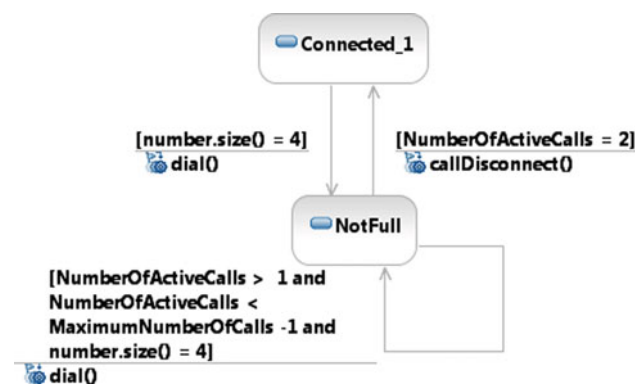 Connected_1
[number.size() = 4]
dial()
[NumberOfActiveCalls = 2]
callDisconnect()
NotFull
[NumberOfActiveCalls > 1 and
NumberOfActiveCalls <
MaximumNumberOfCalls -1 and
number.size() = 4]
dial()